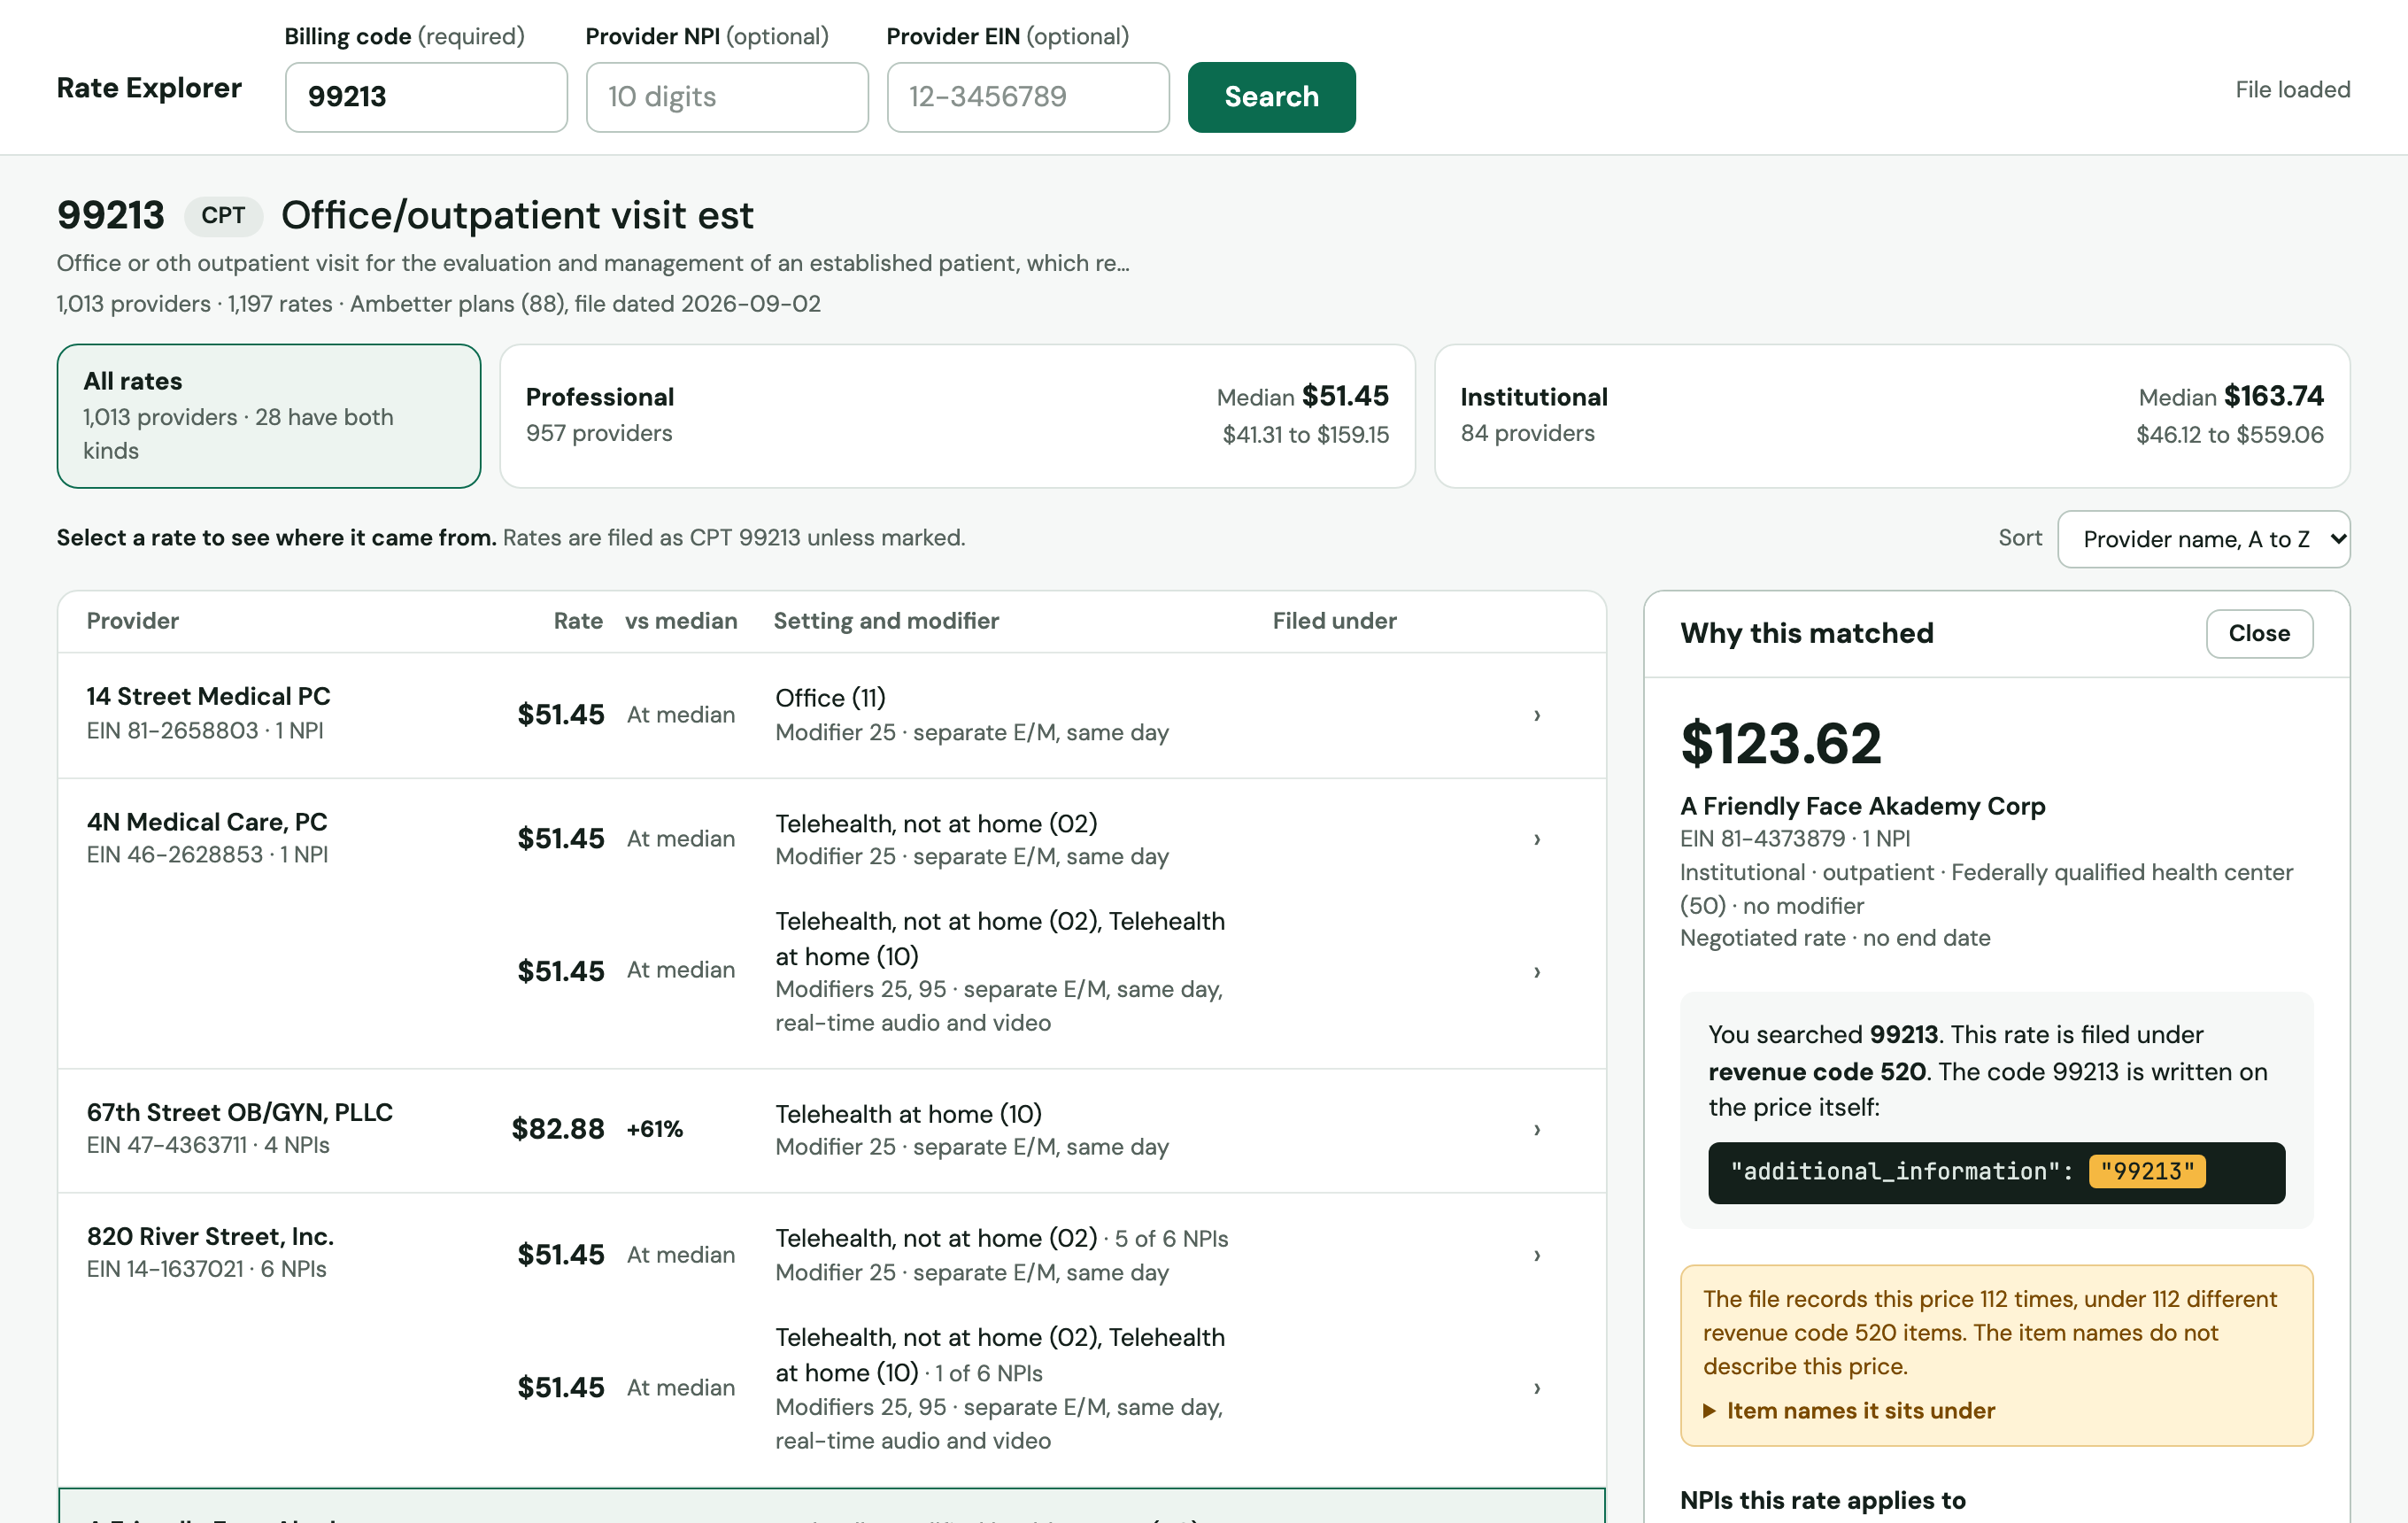 Rate Explorer
Billing code (required)
99213
Provider NPI (optional)
10 digits
Provider EIN (optional)
12-3456789
Search
File loaded
99213 CPT Office/outpatient visit est
Office or oth outpatient visit for the evaluation and management of an established patient, which re…
1,013 providers · 1,197 rates · Ambetter plans (88), file dated 2026-09-02
All rates
1,013 providers · 28 have both
kinds
Professional
957 providers
Median $51.45
$41.31 to $159.15
Institutional
84 providers
Median $163.74
$46.12 to $559.06
Select a rate to see where it came from. Rates are filed as CPT 99213 unless marked.
Sort Provider name, A to Z
Provider Rate vs median Setting and modifier Filed under
14 Street Medical PC
EIN 81-2658803 · 1 NPI
$51.45 At median
Office (11)
Modifier 25 · separate E/M, same day
›
4N Medical Care, PC
EIN 46-2628853 · 1 NPI
$51.45 At median
Telehealth, not at home (02)
Modifier 25 · separate E/M, same day
›
$51.45 At median
Telehealth, not at home (02), Telehealth
at home (10)
Modifiers 25, 95 · separate E/M, same day,
real-time audio and video
›
67th Street OB/GYN, PLLC
EIN 47-4363711 · 4 NPIs
$82.88 +61%
Telehealth at home (10)
Modifier 25 · separate E/M, same day
›
820 River Street, Inc.
EIN 14-1637021 · 6 NPIs
$51.45 At median
Telehealth, not at home (02) · 5 of 6 NPIs
Modifier 25 · separate E/M, same day
›
$51.45 At median
Telehealth, not at home (02), Telehealth
at home (10) · 1 of 6 NPIs
Modifiers 25, 95 · separate E/M, same day,
real-time audio and video
›
Why this matched
Close
$123.62
A Friendly Face Akademy Corp
EIN 81-4373879 · 1 NPI
Institutional · outpatient · Federally qualified health center
(50) · no modifier
Negotiated rate · no end date
You searched 99213. This rate is filed under
revenue code 520. The code 99213 is written on
the price itself:
"additional_information": "99213"
The file records this price 112 times, under 112 different
revenue code 520 items. The item names do not
describe this price.
▶ Item names it sits under
NPIs this rate applies to